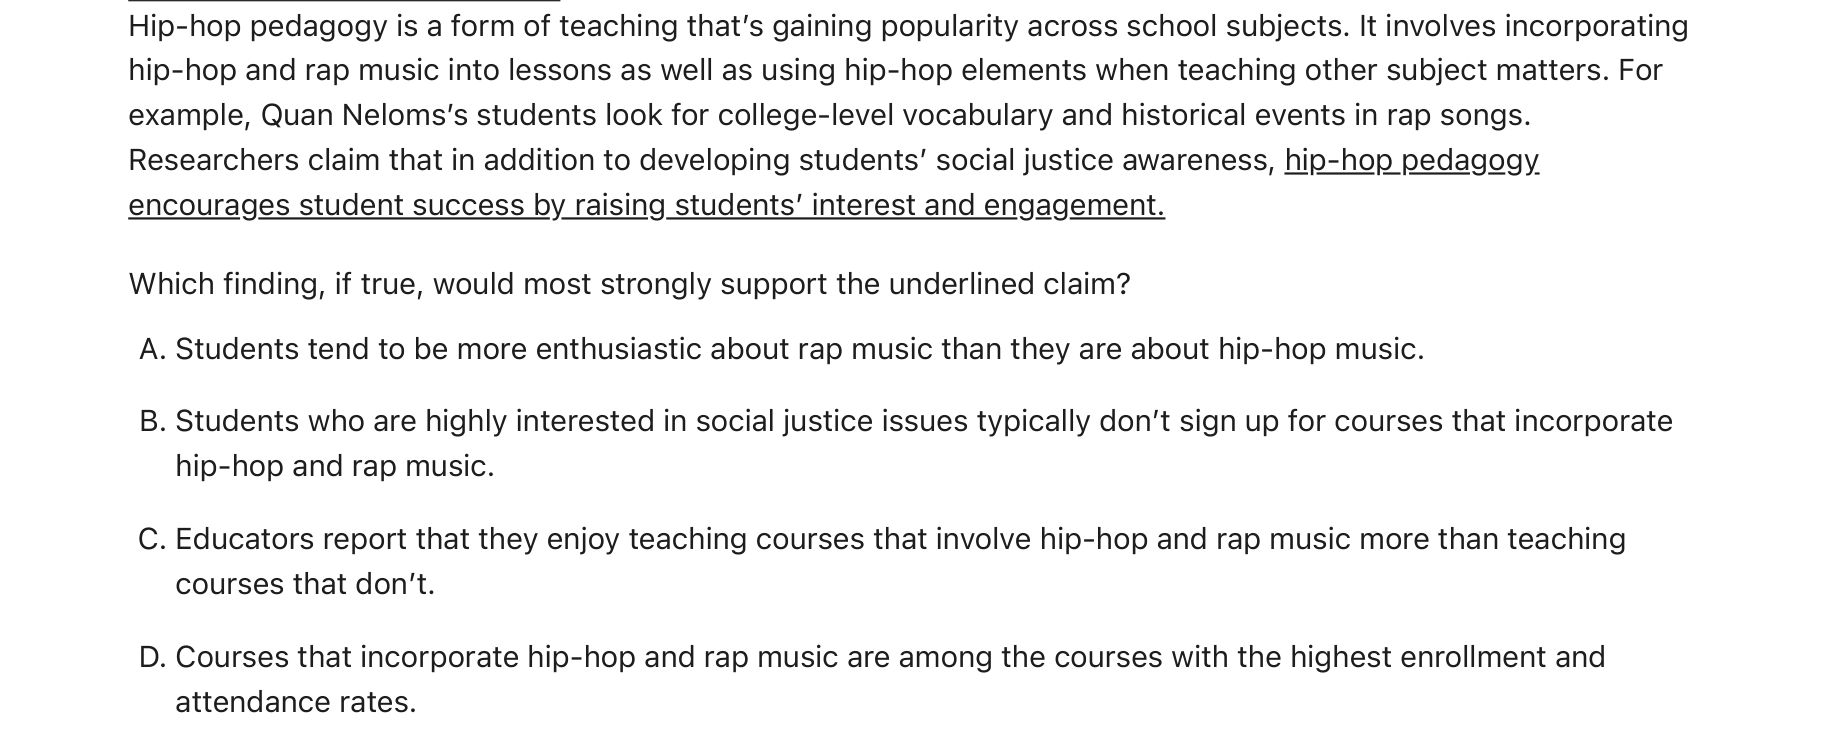 Hip-hop pedagogy is a form of teaching that’s gaining popularity across school subjects. It involves incorporating
hip-hop and rap music into lessons as well as using hip-hop elements when teaching other subject matters. For
example, Quan Neloms’s students look for college-level vocabulary and historical events in rap songs.
Researchers claim that in addition to developing students’ social justice awareness, hip-hop pedagogy
encourages student success by raising students’ interest and engagement.
Which finding, if true, would most strongly support the underlined claim?
A. Students tend to be more enthusiastic about rap music than they are about hip-hop music.
B. Students who are highly interested in social justice issues typically don’t sign up for courses that incorporate
hip-hop and rap music.
C. Educators report that they enjoy teaching courses that involve hip-hop and rap music more than teaching
courses that don’t.
D. Courses that incorporate hip-hop and rap music are among the courses with the highest enrollment and
attendance rates.